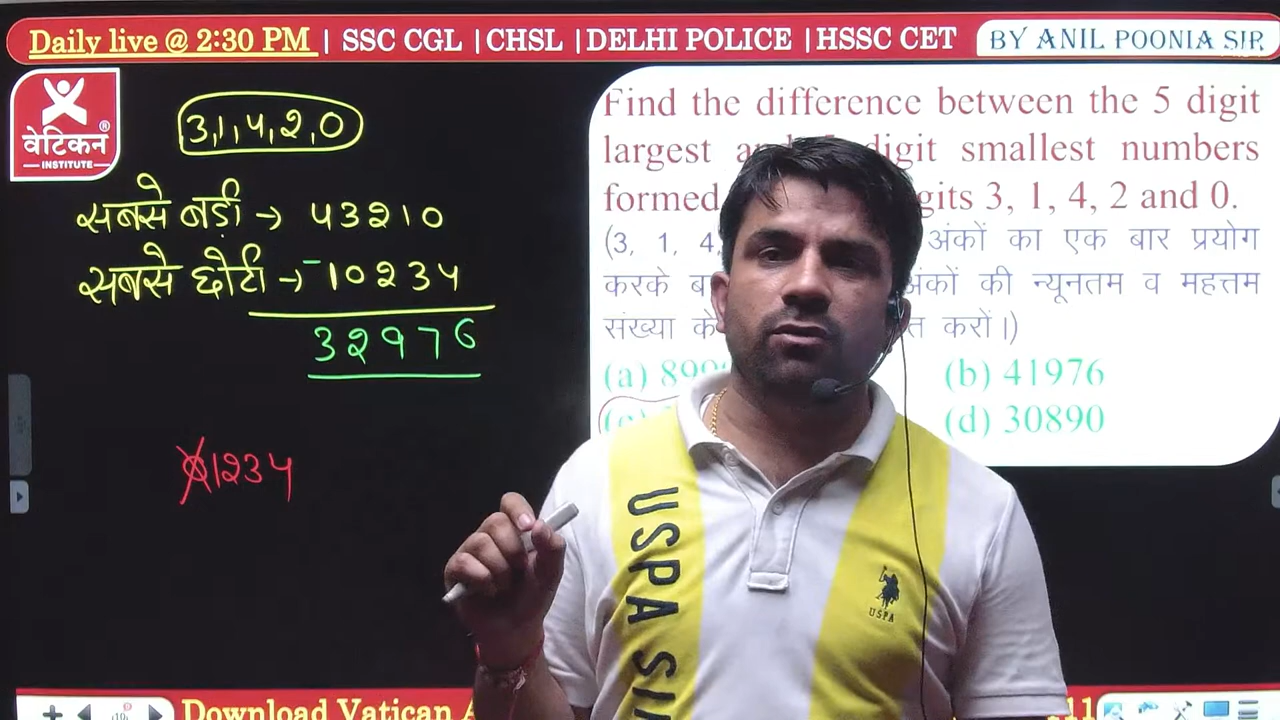 Daily live @ 2:30 PM | SSC CGL |CHSL |DELHI POLICE |HSSC CET
BY ANIL POONIA SIR
वेटिकन®
INSTITUTE
3,1,4,2,0
सबसे बड़ी → 43210
सबसे छोटी → -10234
32976
01234
Find the difference between the 5 digit
largest digit smallest numbers
formed 3, 1, 4, 2 and 0.
(3, 1, 4, अंकों का एक बार प्रयोग
करके अंकों की न्यूनतम व महत्तम
संख्या के करो।)
(a) (b) 41976
(d) 30890
USPA
USPA
Download Vatican